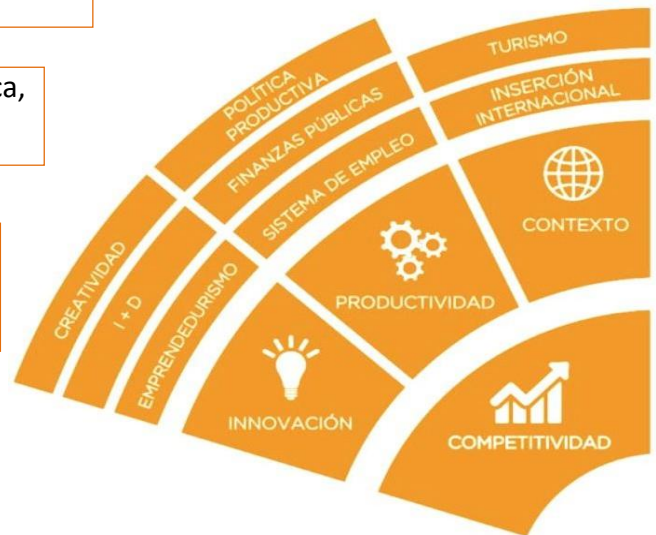 ca,
TURISMO
INSERCIÓN
INTERNACIONAL
POLÍTICA
PRODUCTIVA
FINANZAS PÚBLICAS
SISTEMA DE EMPLEO
CREATIVIDAD
I + D
EMPRENDEDURISMO
CONTEXTO
PRODUCTIVIDAD
INNOVACIÓN
COMPETITIVIDAD